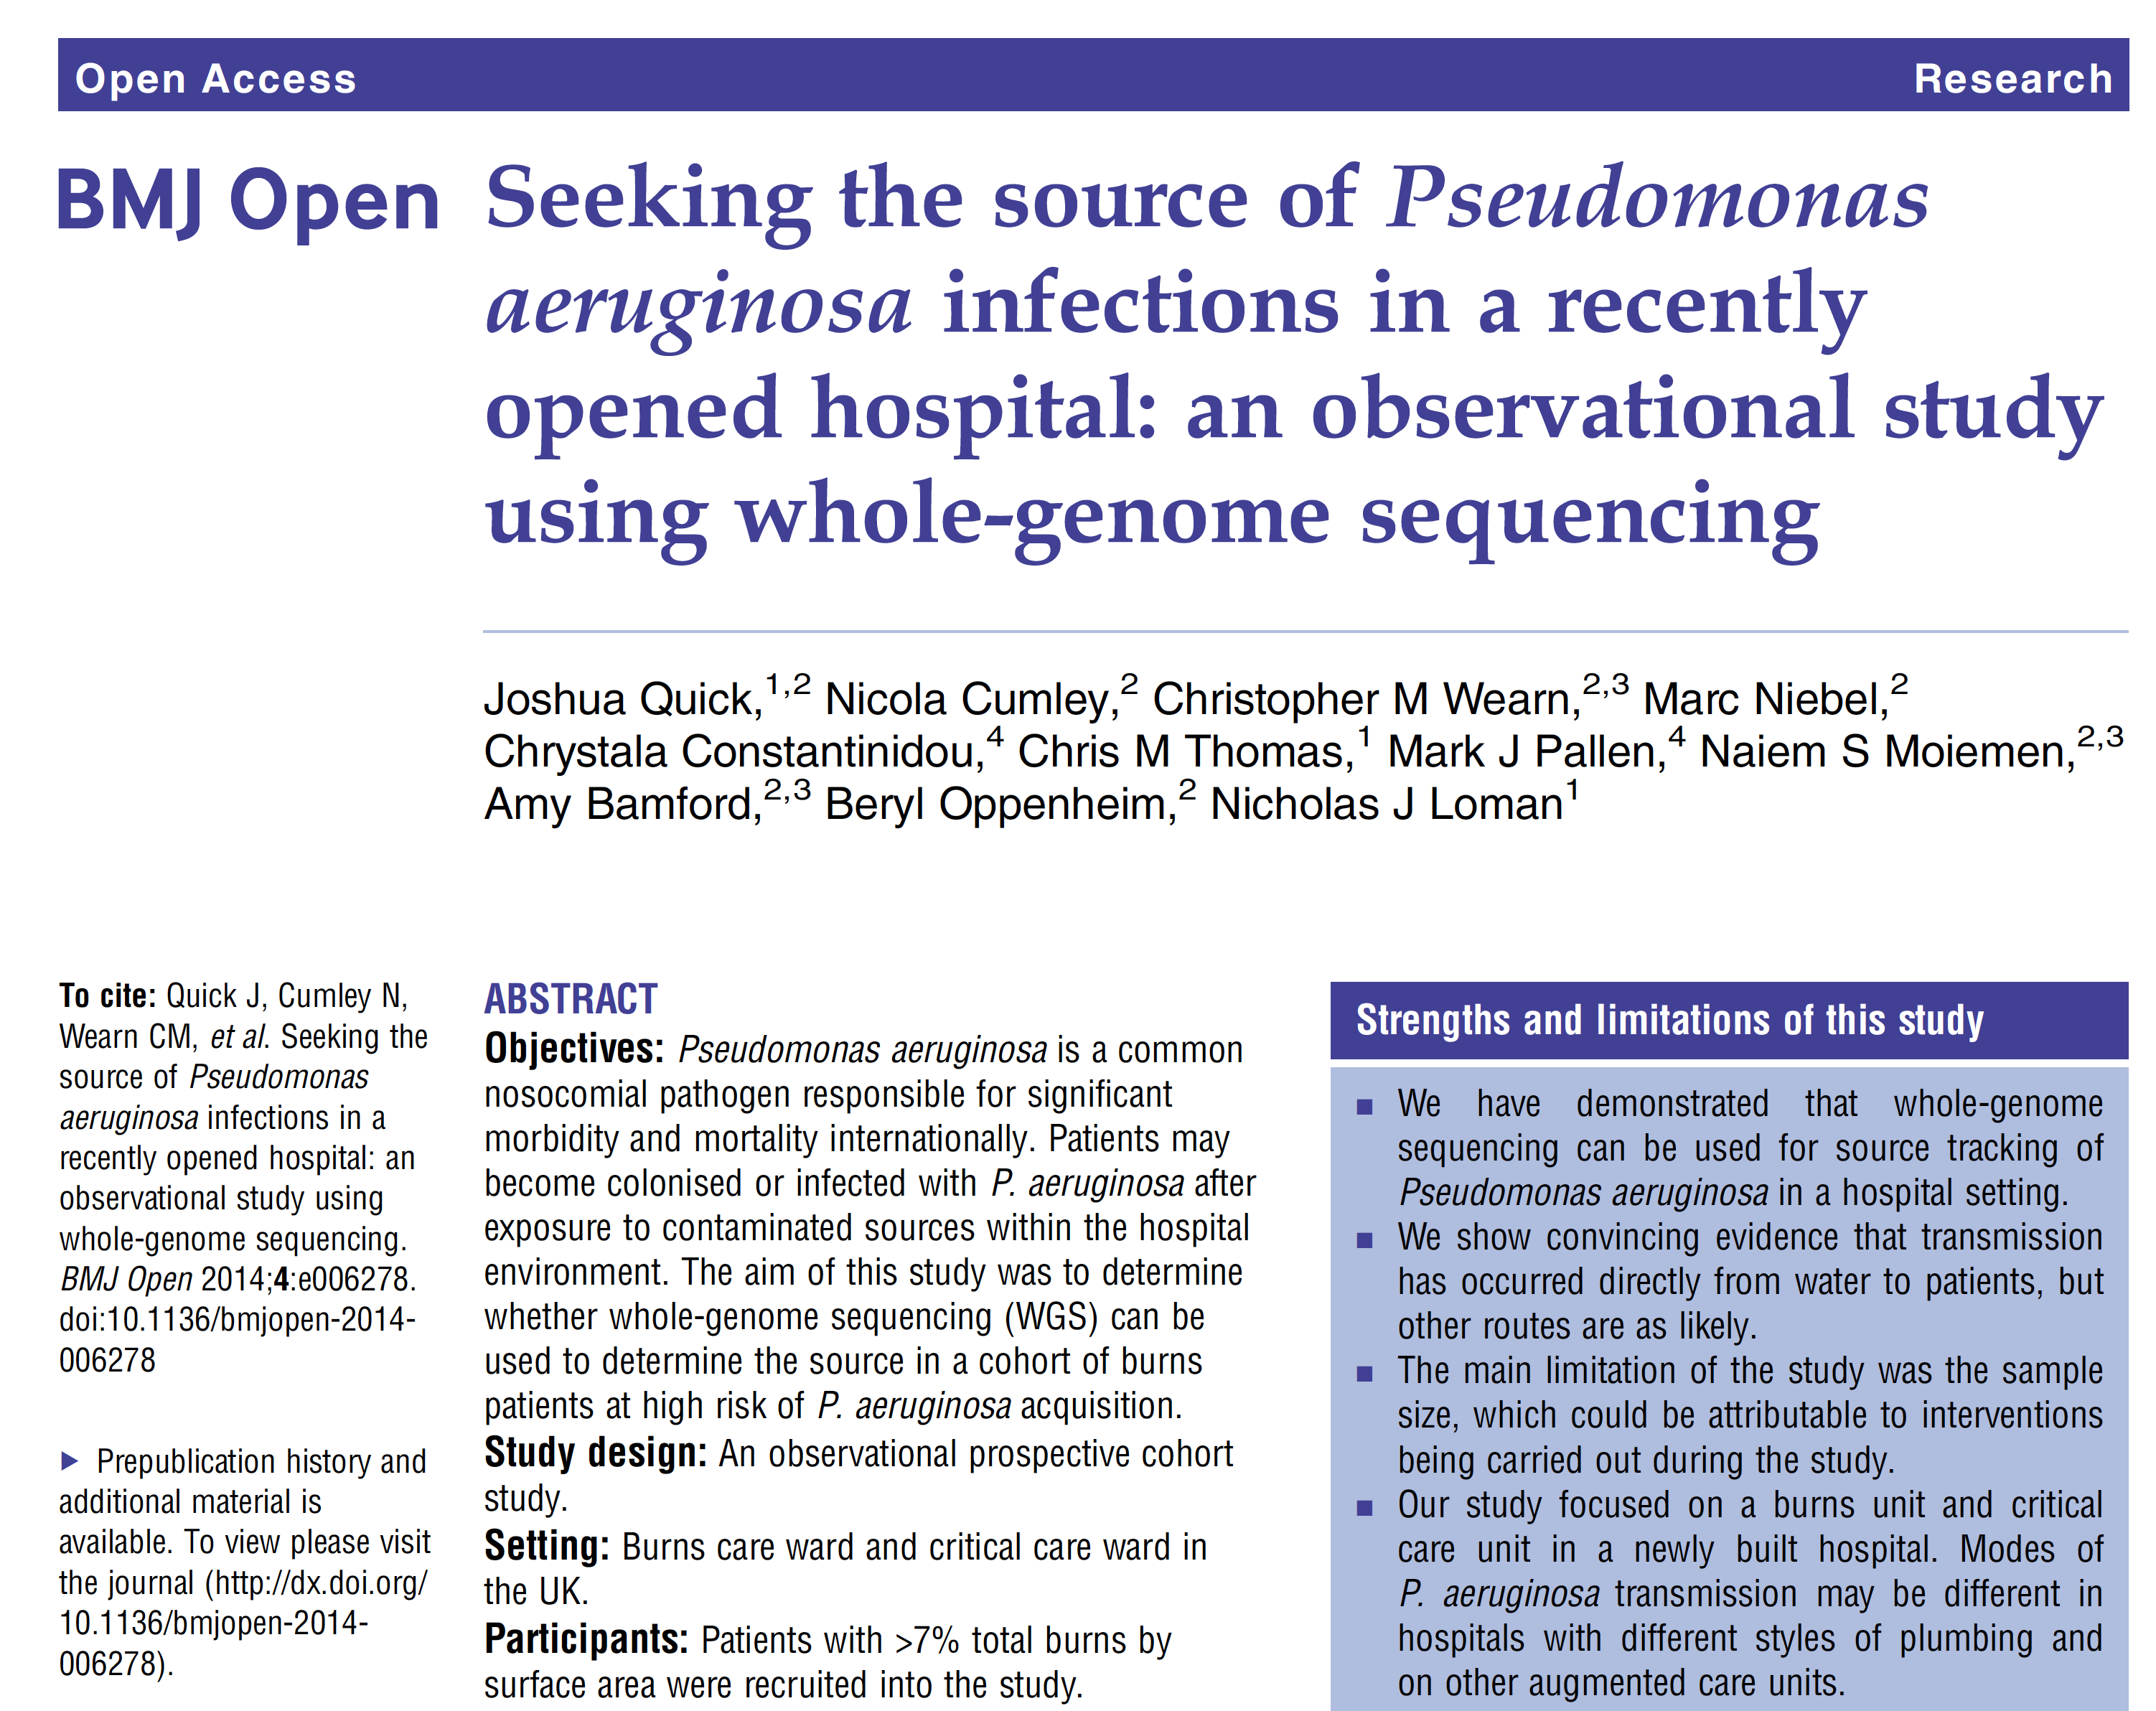 Open Access
Research
BMJ Open
Seeking the source of Pseudomonas
aeruginosa infections in a recently
opened hospital: an observational study
using whole-genome sequencing
Joshua Quick,1,2 Nicola Cumley,2 Christopher M Wearn,2,3 Marc Niebel,2
Chrystala Constantinidou,4 Chris M Thomas,1 Mark J Pallen,4 Naiem S Moiemen,2,3
Amy Bamford,2,3 Beryl Oppenheim,2 Nicholas J Loman1
To cite: Quick J, Cumley N,
Wearn CM, et al. Seeking the
source of Pseudomonas
aeruginosa infections in a
recently opened hospital: an
observational study using
whole-genome sequencing.
BMJ Open 2014;4:e006278.
doi:10.1136/bmjopen-2014-
006278
▶ Prepublication history and
additional material is
available. To view please visit
the journal (http://dx.doi.org/
10.1136/bmjopen-2014-
006278).
ABSTRACT
Objectives: Pseudomonas aeruginosa is a common
nosocomial pathogen responsible for significant
morbidity and mortality internationally. Patients may
become colonised or infected with P. aeruginosa after
exposure to contaminated sources within the hospital
environment. The aim of this study was to determine
whether whole-genome sequencing (WGS) can be
used to determine the source in a cohort of burns
patients at high risk of P. aeruginosa acquisition.
Study design: An observational prospective cohort
study.
Setting: Burns care ward and critical care ward in
the UK.
Participants: Patients with >7% total burns by
surface area were recruited into the study.
Strengths and limitations of this study
■ We have demonstrated that whole-genome
sequencing can be used for source tracking of
Pseudomonas aeruginosa in a hospital setting.
■ We show convincing evidence that transmission
has occurred directly from water to patients, but
other routes are as likely.
■ The main limitation of the study was the sample
size, which could be attributable to interventions
being carried out during the study.
■ Our study focused on a burns unit and critical
care unit in a newly built hospital. Modes of
P. aeruginosa transmission may be different in
hospitals with different styles of plumbing and
on other augmented care units.